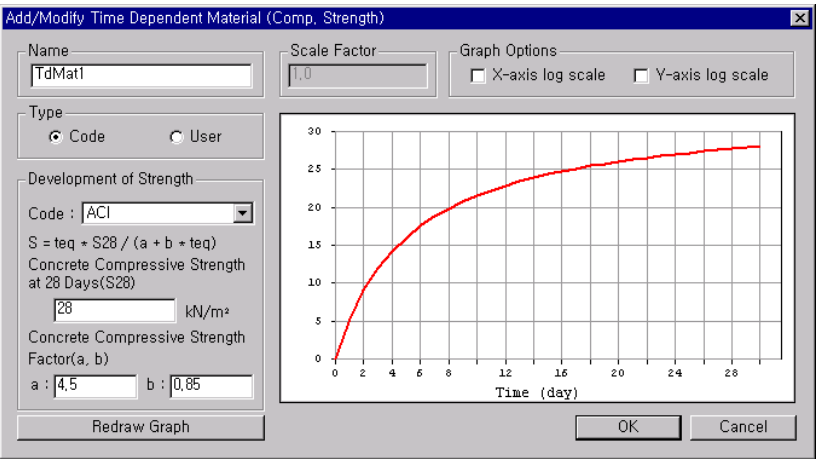 Add/Modify Time Dependent Material (Comp, Strength)
Name
TdMat1
Scale Factor
1,0
Graph Options
X-axis log scale
Y-axis log scale
Type
Code
User
Development of Strength
Code : ACI
S = teq * S28 / (a + b * teq)
Concrete Compressive Strength
at 28 Days(S28)
28 kN/m²
Concrete Compressive Strength
Factor(a, b)
a : 4,5 b : 0,85
Redraw Graph
30
25
20
15
10
5
0
0 2 4 6 8 12 16 20 24 28
Time (day)
OK
Cancel